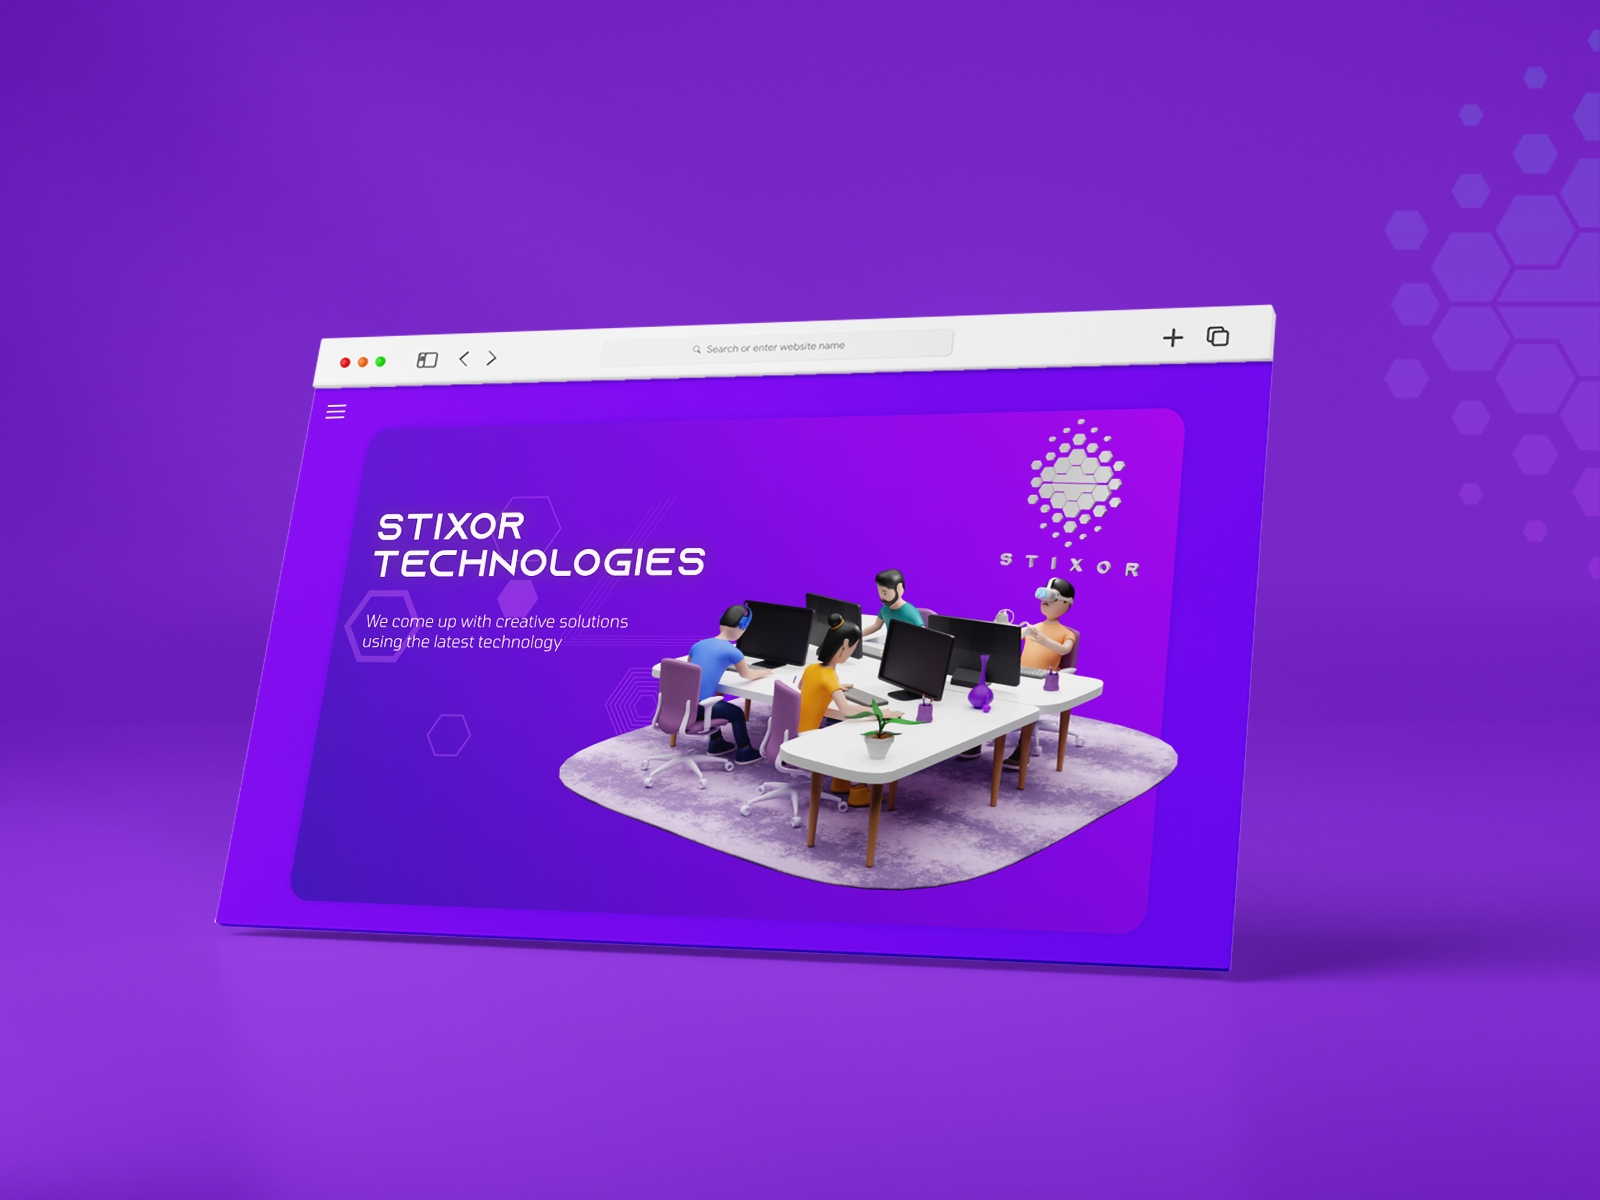 Search or enter website name
STIXOR
TECHNOLOGIES
We come up with creative solutions
using the latest technology
STIXOR